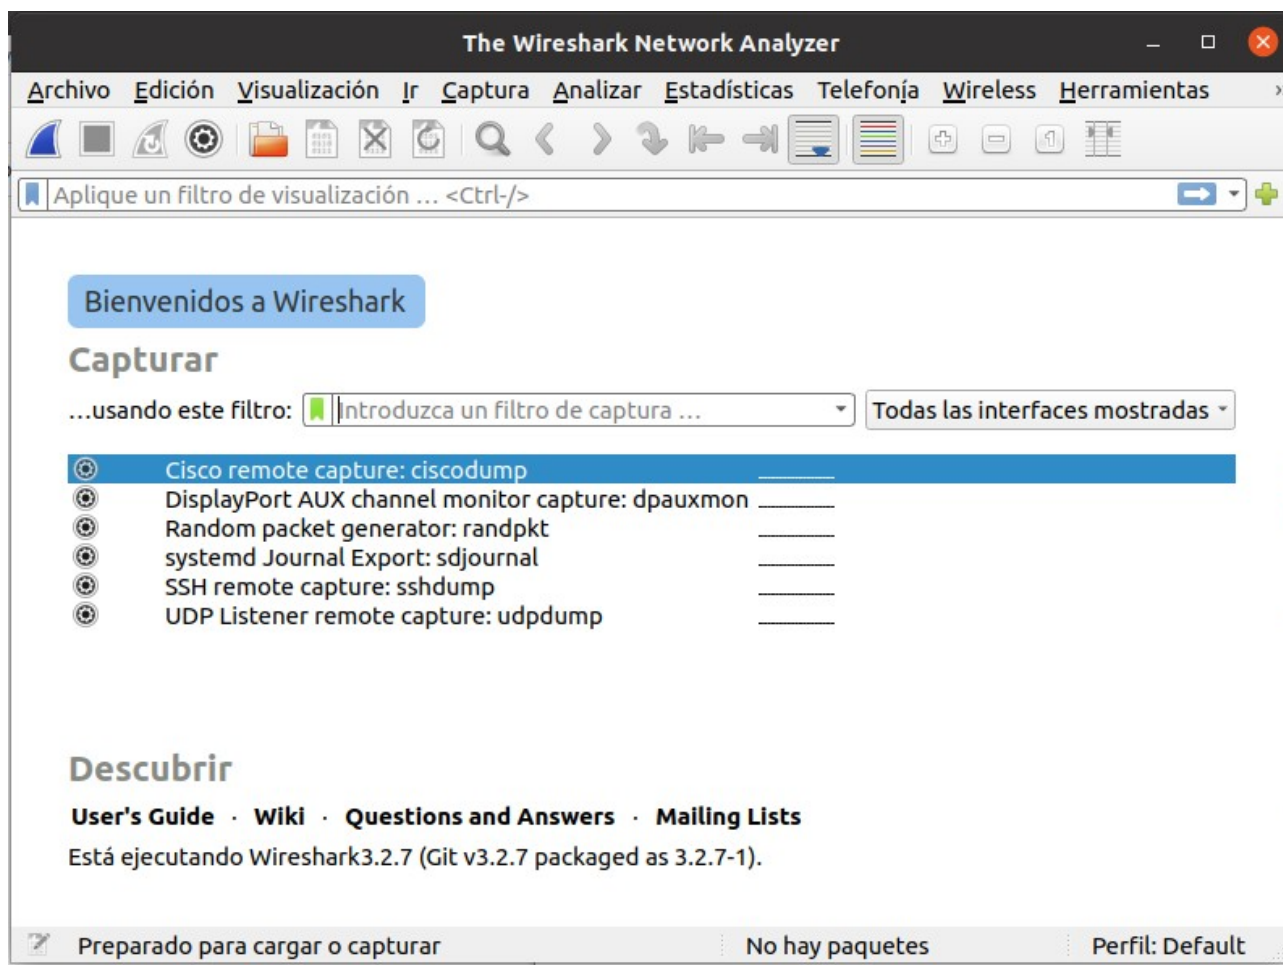 The Wireshark Network Analyzer
Archivo Edición Visualización Ir Captura Analizar Estadísticas Telefonía Wireless Herramientas
Aplique un filtro de visualización … <Ctrl-/>
Bienvenidos a Wireshark
Capturar
…usando este filtro: Introduzca un filtro de captura … Todas las interfaces mostradas
Cisco remote capture: ciscodump
DisplayPort AUX channel monitor capture: dpauxmon
Random packet generator: randpkt
systemd Journal Export: sdjournal
SSH remote capture: sshdump
UDP Listener remote capture: udpdump
Descubrir
User's Guide · Wiki · Questions and Answers · Mailing Lists
Está ejecutando Wireshark3.2.7 (Git v3.2.7 packaged as 3.2.7-1).
Preparado para cargar o capturar No hay paquetes Perfil: Default